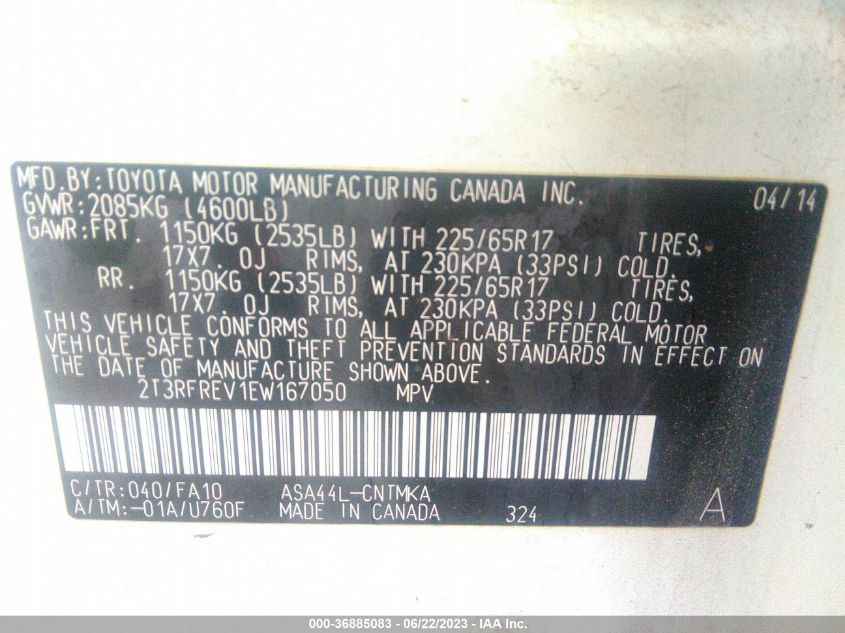 MFD.BY:TOYOTA MOTOR MANUFACTURING CANADA INC. 04/14
GVWR:2085KG (4600LB)
GAWR:FRT. 1150KG (2535LB) WITH 225/65R17 TIRES,
17X7.0J RIMS, AT 230KPA (33PSI) COLD.
RR. 1150KG (2535LB) WITH 225/65R17 TIRES,
17X7.0J RIMS, AT 230KPA (33PSI) COLD.
THIS VEHICLE CONFORMS TO ALL APPLICABLE FEDERAL MOTOR
VEHICLE SAFETY AND THEFT PREVENTION STANDARDS IN EFFECT ON
THE DATE OF MANUFACTURE SHOWN ABOVE.
2T3RFREV1EW167050 MPV
C/TR:040/FA10 ASA44L-CNTMKA
A/TM:-01A/U760F MADE IN CANADA 324 A
000-36885083 - 06/22/2023 - IAA Inc.